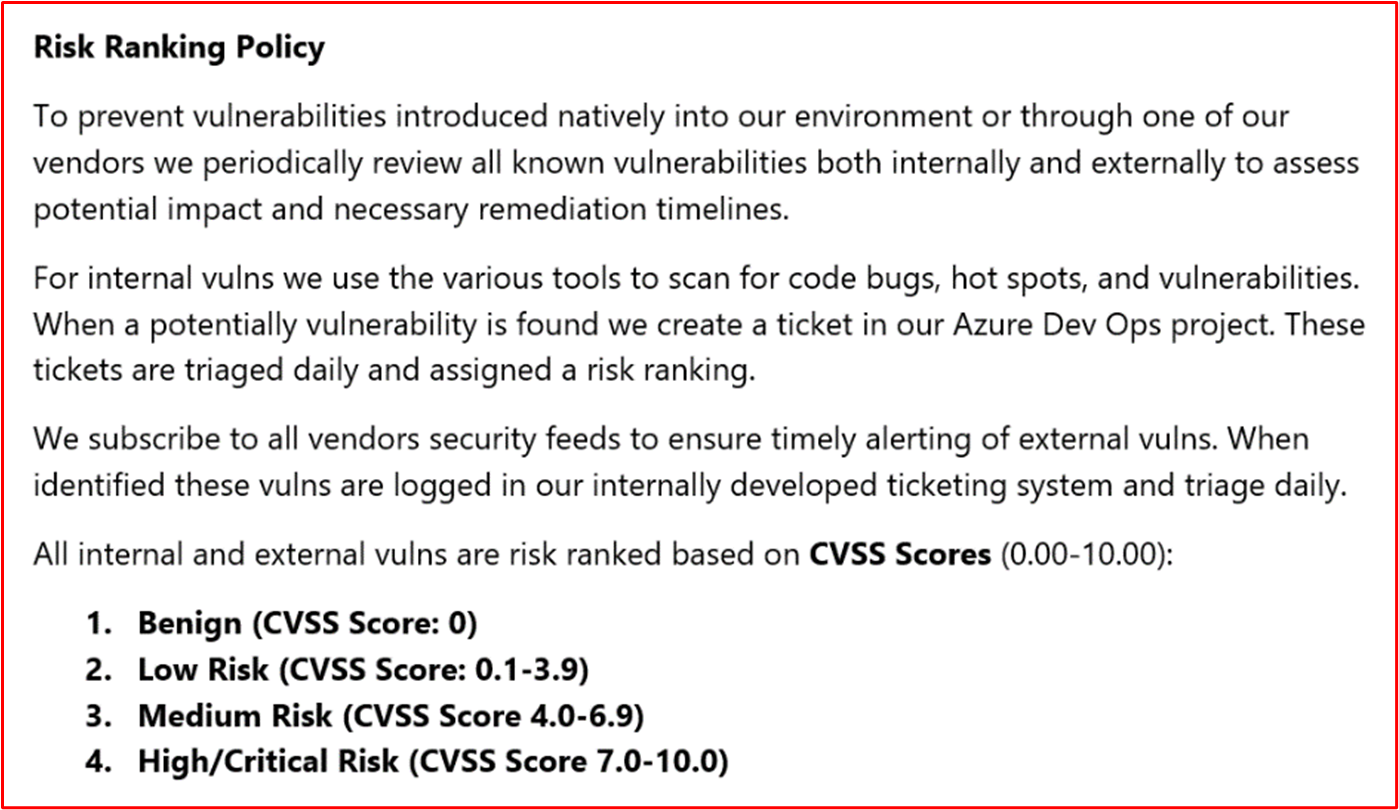 Risk Ranking Policy
To prevent vulnerabilities introduced natively into our environment or through one of our
vendors we periodically review all known vulnerabilities both internally and externally to assess
potential impact and necessary remediation timelines.
For internal vulns we use the various tools to scan for code bugs, hot spots, and vulnerabilities.
When a potentially vulnerability is found we create a ticket in our Azure Dev Ops project. These
tickets are triaged daily and assigned a risk ranking.
We subscribe to all vendors security feeds to ensure timely alerting of external vulns. When
identified these vulns are logged in our internally developed ticketing system and triage daily.
All internal and external vulns are risk ranked based on CVSS Scores (0.00-10.00):
1. Benign (CVSS Score: 0)
2. Low Risk (CVSS Score: 0.1-3.9)
3. Medium Risk (CVSS Score 4.0-6.9)
4. High/Critical Risk (CVSS Score 7.0-10.0)